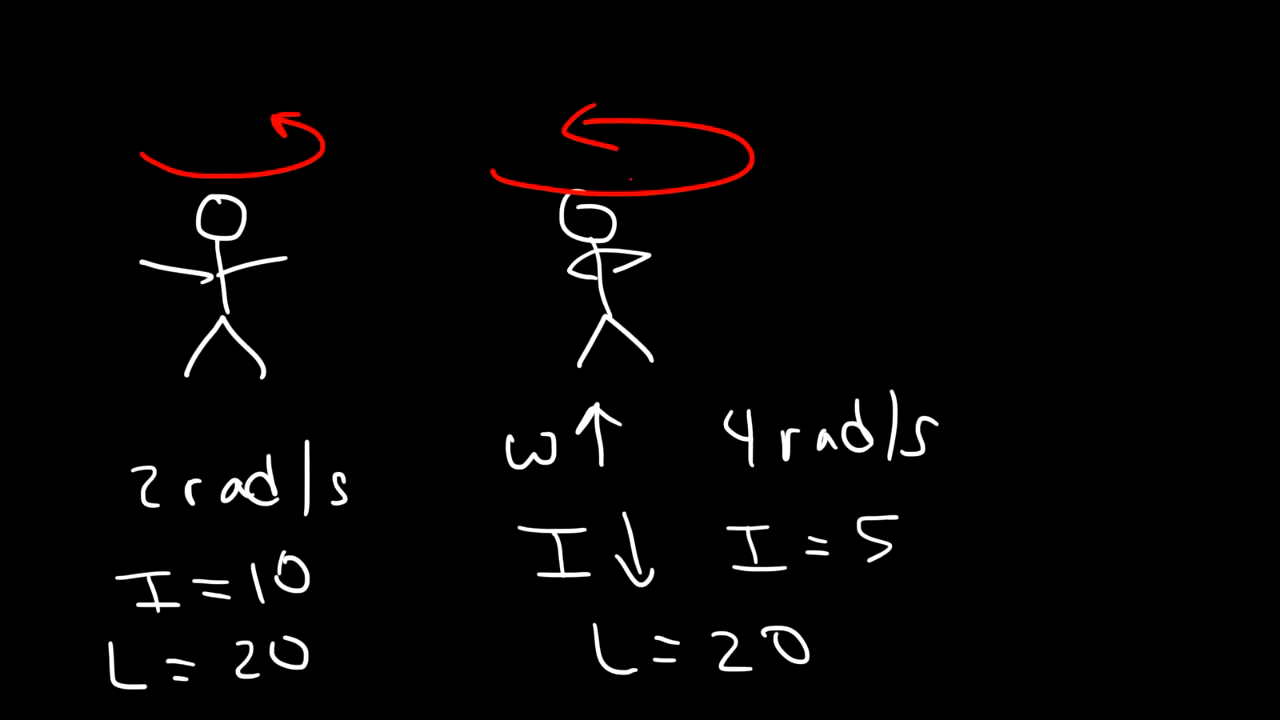 2 rad/s
I = 10
L = 20
ω ↑ 4 rad/s
I ↓ I = 5
L = 20